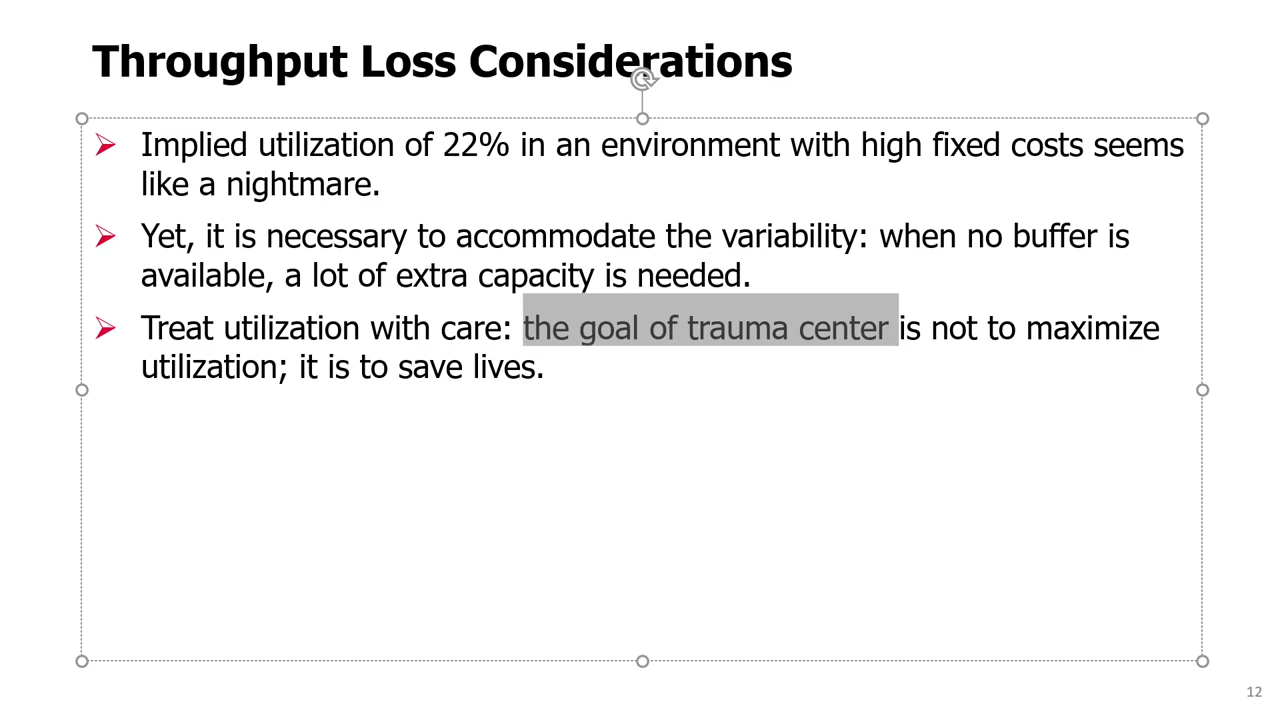 Throughput Loss Considerations
Implied utilization of 22% in an environment with high fixed costs seems
like a nightmare.
Yet, it is necessary to accommodate the variability: when no buffer is
available, a lot of extra capacity is needed.
Treat utilization with care: the goal of trauma center is not to maximize
utilization; it is to save lives.
12